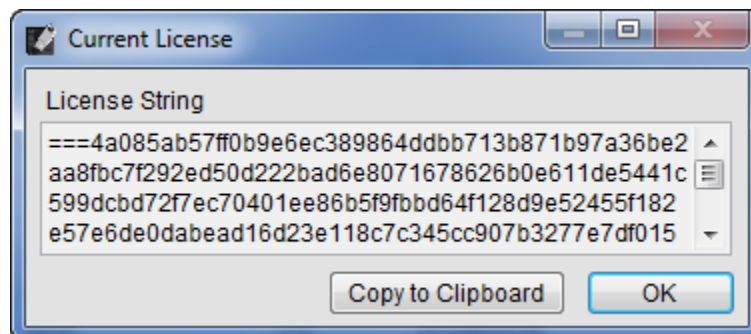 Current License
License String
===4a085ab57ff0b9e6ec389864ddbb713b871b97a36be2
aa8fbc7f292ed50d222bad6e8071678626b0e611de5441c
599dcbd72f7ec70401ee86b5f9fbbd64f128d9e52455f182
e57e6de0dabead16d23e118c7c345cc907b3277e7df015
Copy to Clipboard
OK